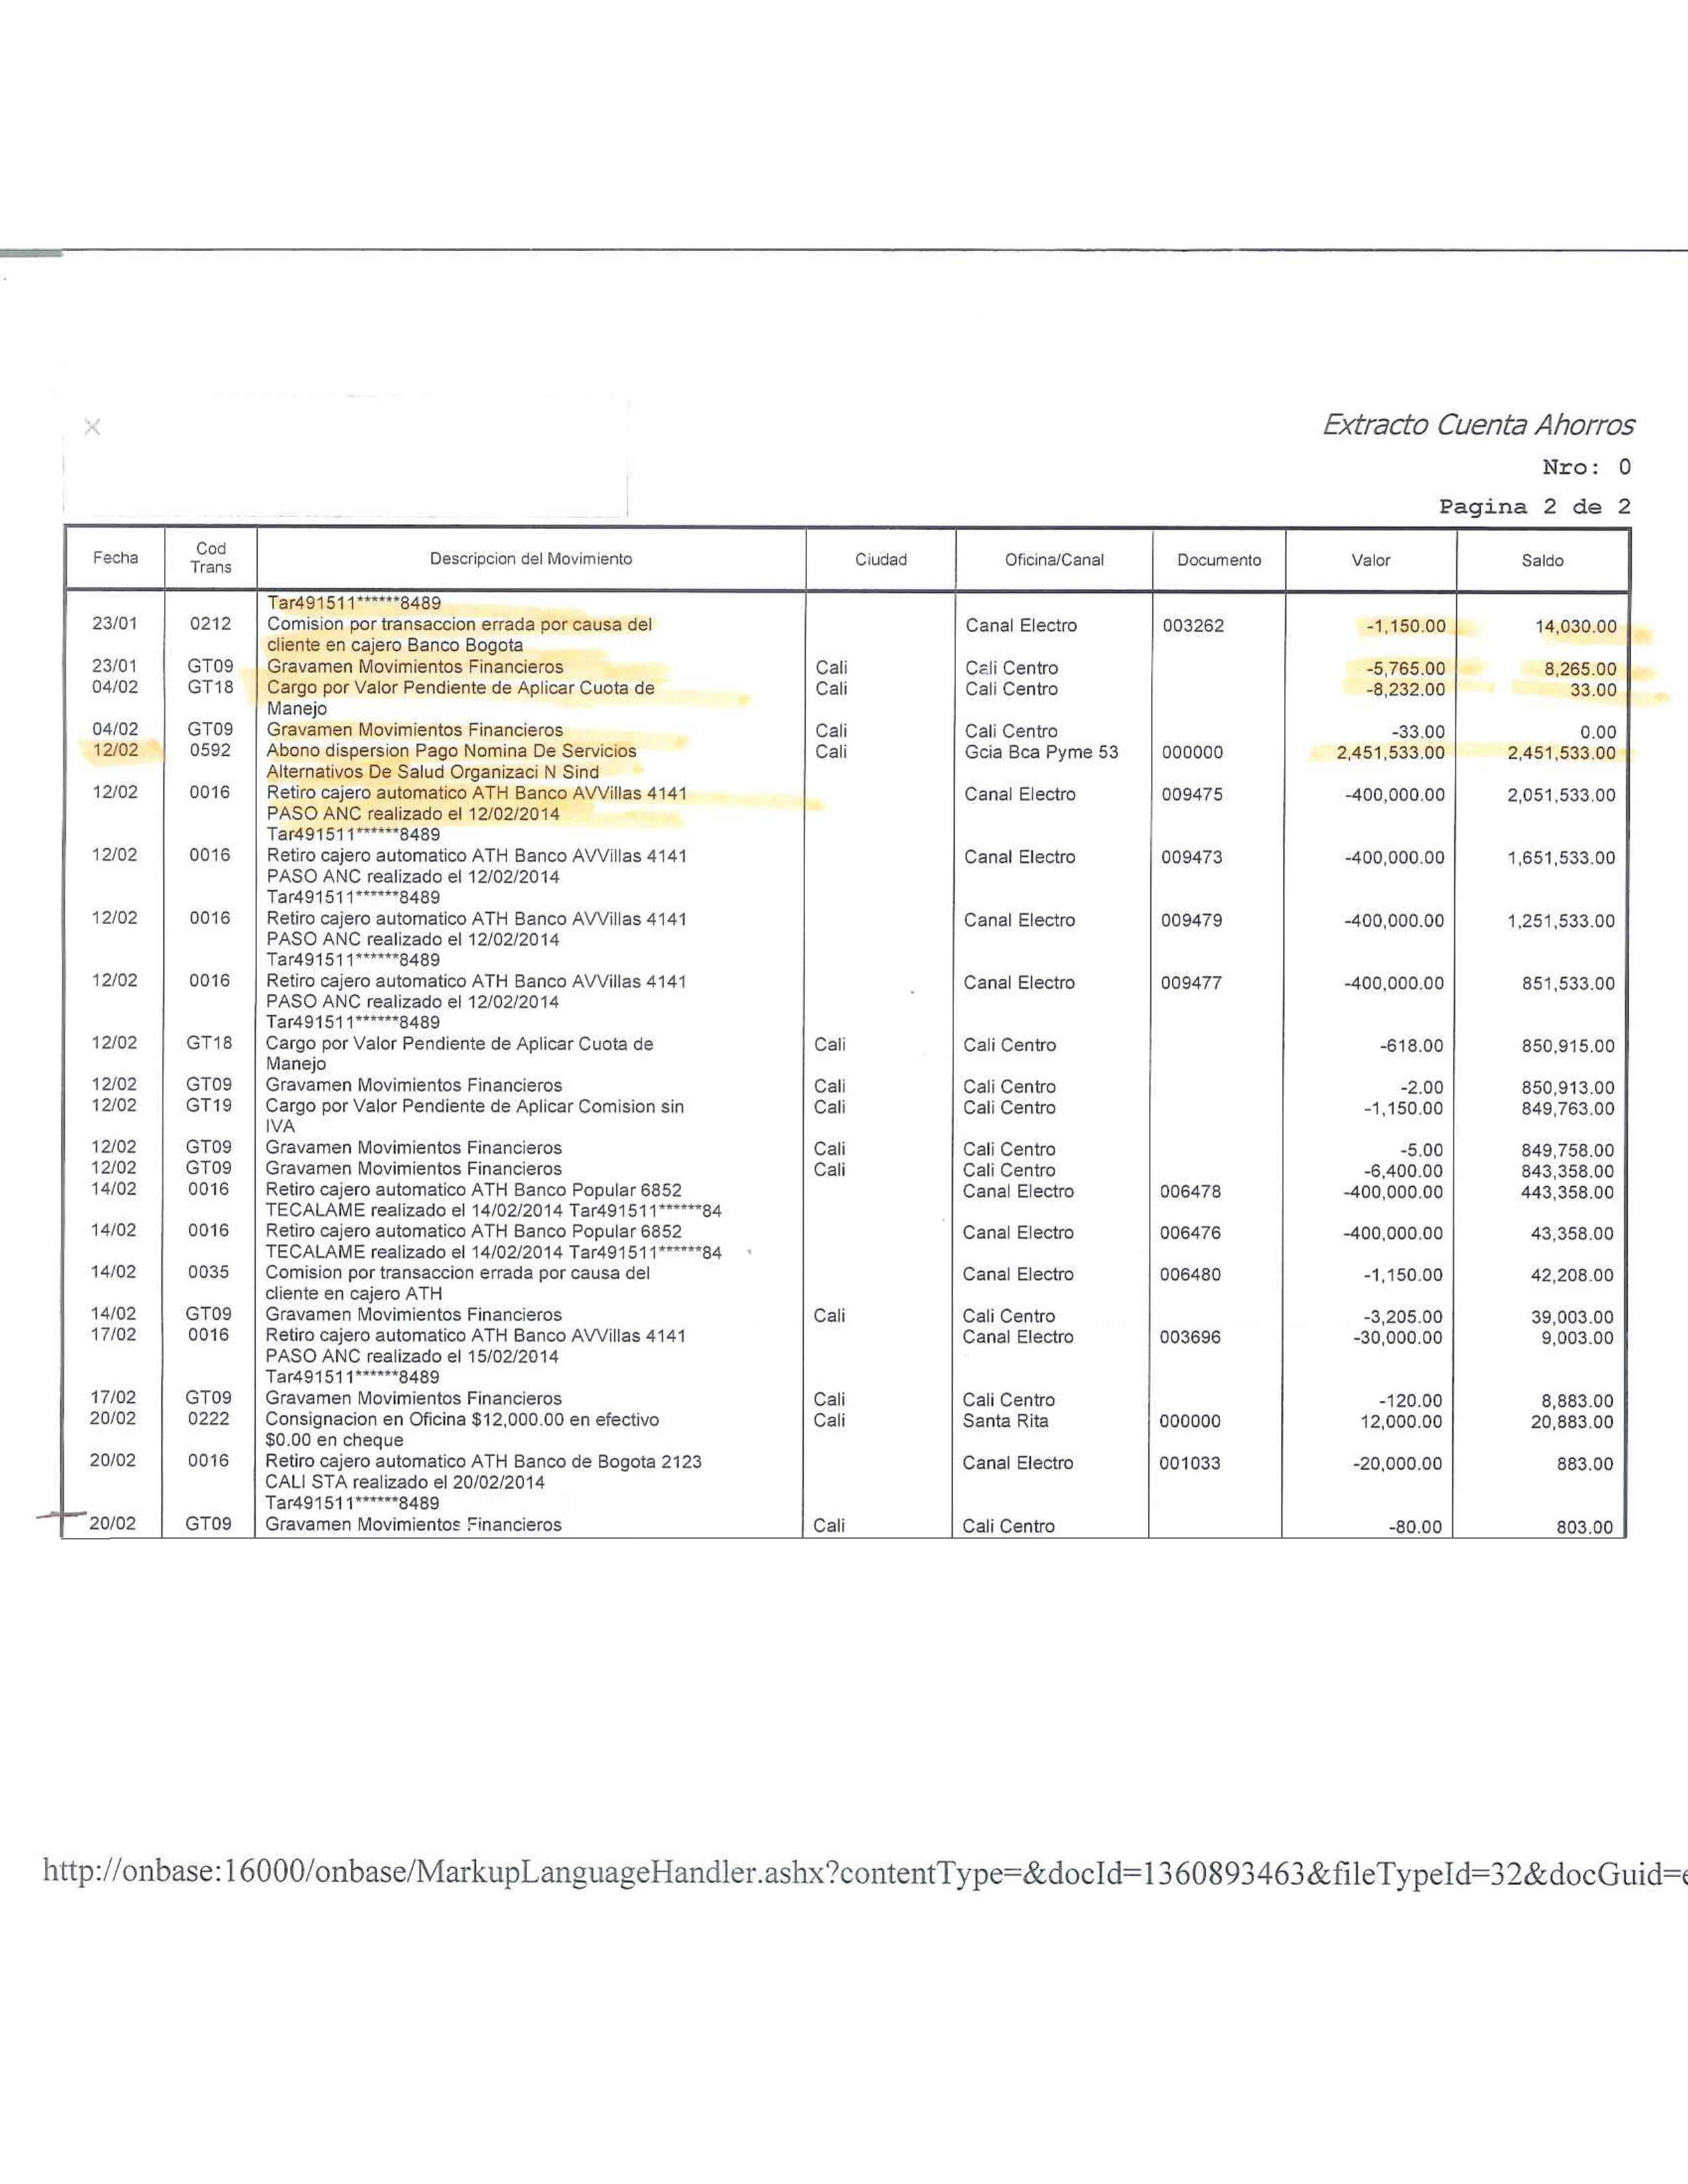 Extracto Cuenta Ahorros
Nro: 0
Pagina 2 de 2
Fecha Cod Trans Descripcion del Movimiento Ciudad Oficina/Canal Documento Valor Saldo
Tar491511******8489
23/01 0212 Comision por transaccion errada por causa del Canal Electro 003262 -1,150.00 14,030.00
cliente en cajero Banco Bogota
23/01 GT09 Gravamen Movimientos Financieros Cali Cali Centro -5,765.00 8,265.00
04/02 GT18 Cargo por Valor Pendiente de Aplicar Cuota de Cali Cali Centro -8,232.00 33.00
Manejo
04/02 GT09 Gravamen Movimientos Financieros Cali Cali Centro -33.00 0.00
12/02 0592 Abono dispersion Pago Nomina De Servicios Cali Gcia Bca Pyme 53 000000 2,451,533.00 2,451,533.00
Alternativos De Salud Organizaci N Sind
12/02 0016 Retiro cajero automatico ATH Banco AVVillas 4141 Canal Electro 009475 -400,000.00 2,051,533.00
PASO ANC realizado el 12/02/2014
Tar491511******8489
12/02 0016 Retiro cajero automatico ATH Banco AVVillas 4141 Canal Electro 009473 -400,000.00 1,651,533.00
PASO ANC realizado el 12/02/2014
Tar491511******8489
12/02 0016 Retiro cajero automatico ATH Banco AVVillas 4141 Canal Electro 009479 -400,000.00 1,251,533.00
PASO ANC realizado el 12/02/2014
Tar491511******8489
12/02 0016 Retiro cajero automatico ATH Banco AVVillas 4141 Canal Electro 009477 -400,000.00 851,533.00
PASO ANC realizado el 12/02/2014
Tar491511******8489
12/02 GT18 Cargo por Valor Pendiente de Aplicar Cuota de Cali Cali Centro -618.00 850,915.00
Manejo
12/02 GT09 Gravamen Movimientos Financieros Cali Cali Centro -2.00 850,913.00
12/02 GT19 Cargo por Valor Pendiente de Aplicar Comision sin Cali Cali Centro -1,150.00 849,763.00
IVA
12/02 GT09 Gravamen Movimientos Financieros Cali Cali Centro -5.00 849,758.00
12/02 GT09 Gravamen Movimientos Financieros Cali Cali Centro -6,400.00 843,358.00
14/02 0016 Retiro cajero automatico ATH Banco Popular 6852 Canal Electro 006478 -400,000.00 443,358.00
TECALAME realizado el 14/02/2014 Tar491511******84
14/02 0016 Retiro cajero automatico ATH Banco Popular 6852 Canal Electro 006476 -400,000.00 43,358.00
TECALAME realizado el 14/02/2014 Tar491511******84
14/02 0035 Comision por transaccion errada por causa del Canal Electro 006480 -1,150.00 42,208.00
cliente en cajero ATH
14/02 GT09 Gravamen Movimientos Financieros Cali Cali Centro -3,205.00 39,003.00
17/02 0016 Retiro cajero automatico ATH Banco AVVillas 4141 Canal Electro 003696 -30,000.00 9,003.00
PASO ANC realizado el 15/02/2014
Tar491511******8489
17/02 GT09 Gravamen Movimientos Financieros Cali Cali Centro -120.00 8,883.00
20/02 0222 Consignacion en Oficina $12,000.00 en efectivo Cali Santa Rita 000000 12,000.00 20,883.00
$0.00 en cheque
20/02 0016 Retiro cajero automatico ATH Banco de Bogota 2123 Canal Electro 001033 -20,000.00 883.00
CALI STA realizado el 20/02/2014
Tar491511******8489
20/02 GT09 Gravamen Movimientos Financieros Cali Cali Centro -80.00 803.00
http://onbase:16000/onbase/MarkupLanguageHandler.ashx?contentType=&docId=1360893463&fileTypeId=32&docGuid=e